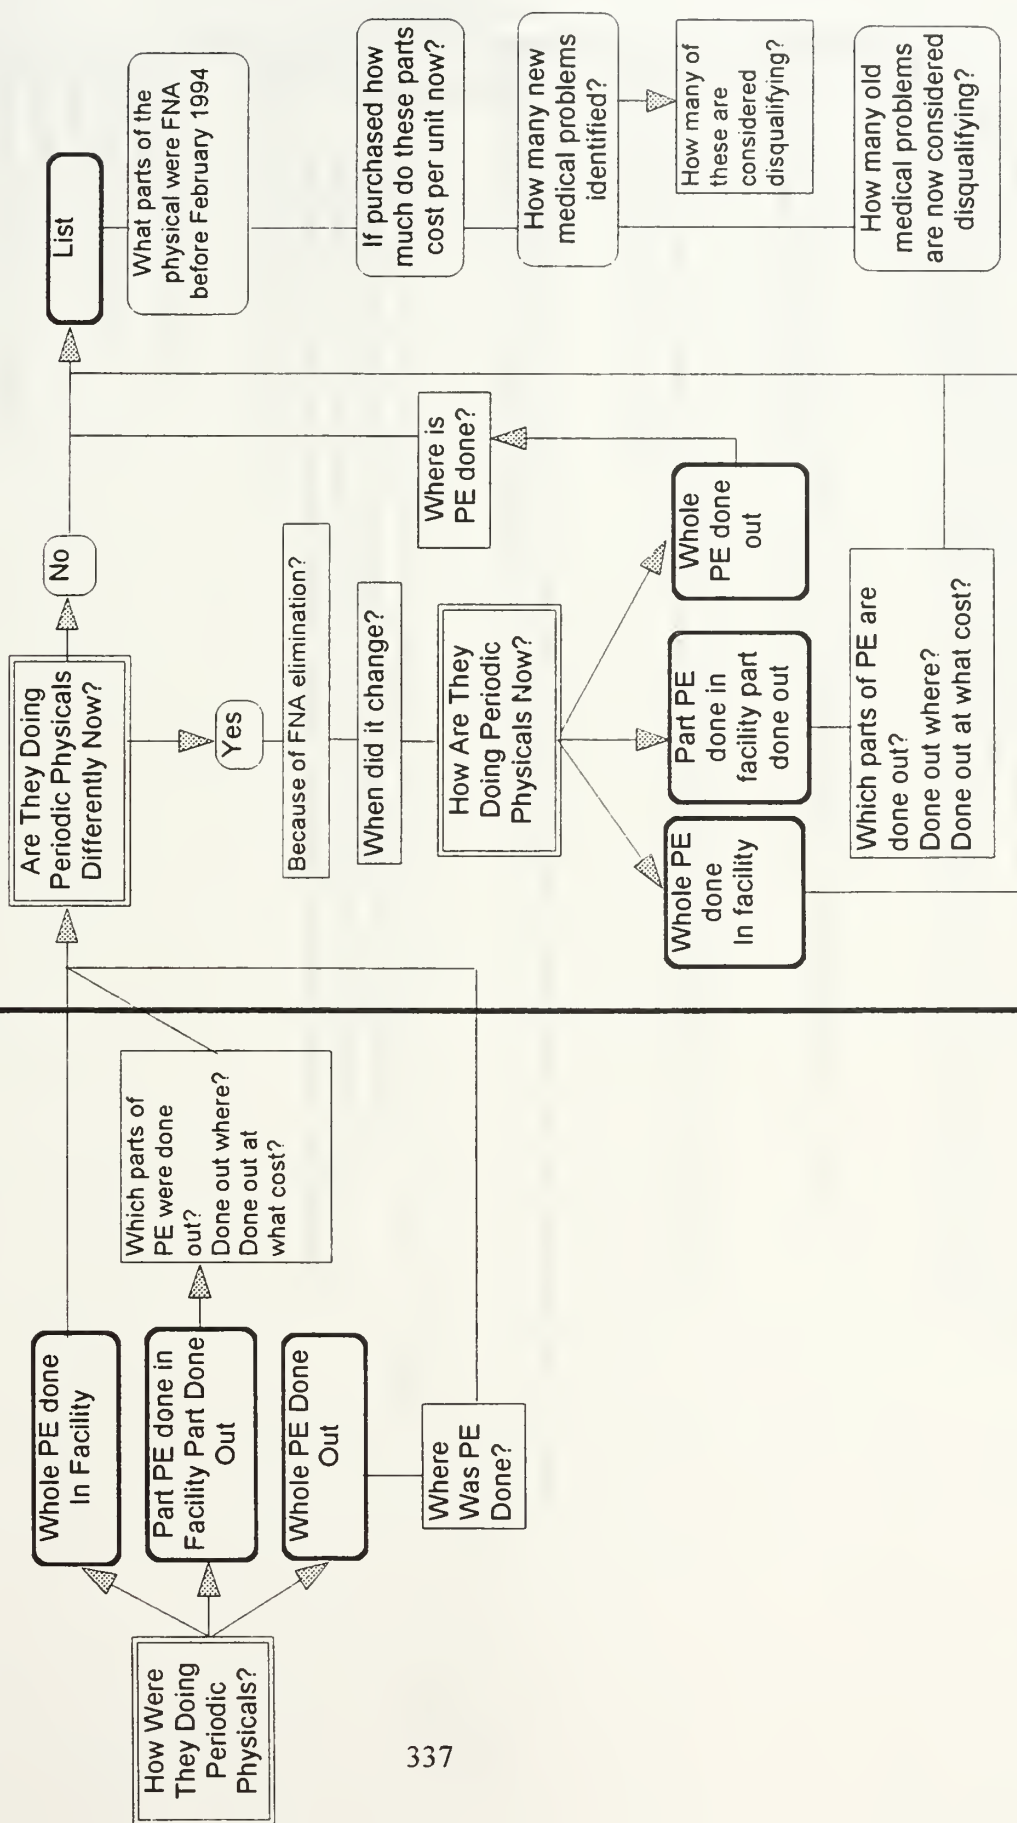 How Were
They Doing
Periodic
Physicals?
Whole PE done
In Facility
Part PE done in
Facility Part Done
Out
Whole PE Done
Out
Where
Was PE
Done?
Which parts of
PE were done
out?
Done out where?
Done out at
what cost?
Are They Doing
Periodic Physicals
Differently Now?
No
Yes
Because of FNA elimination?
When did it change?
How Are They
Doing Periodic
Physicals Now?
Whole PE
done
In facility
Part PE
done in
facility part
done out
Whole
PE done
out
Where is
PE done?
Which parts of PE are
done out?
Done out where?
Done out at what cost?
List
What parts of the
physical were FNA
before February 1994
If purchased how
much do these parts
cost per unit now?
How many new
medical problems
identified?
How many of
these are
considered
disqualifying?
How many old
medical problems
are now considered
disqualifying?
337